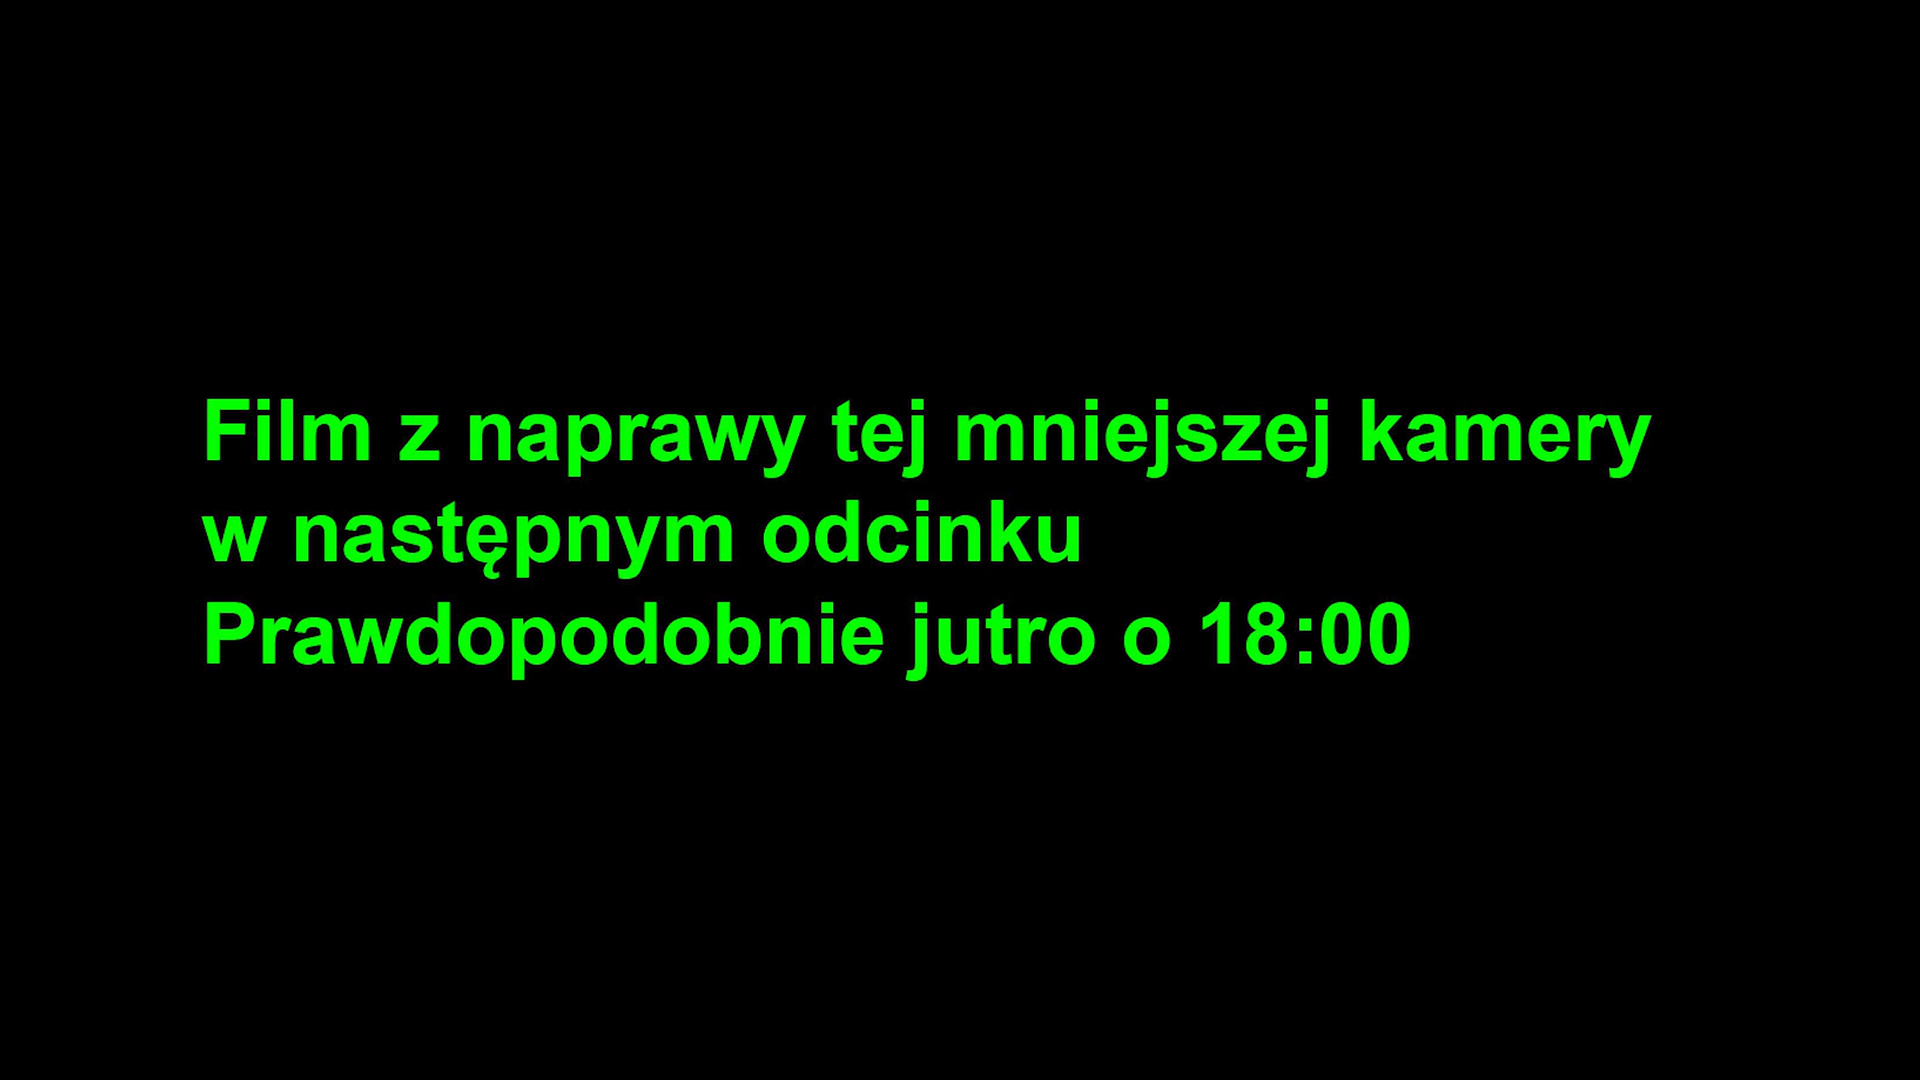 Film z naprawy tej mniejszej kamery
w następnym odcinku
Prawdopodobnie jutro o 18:00